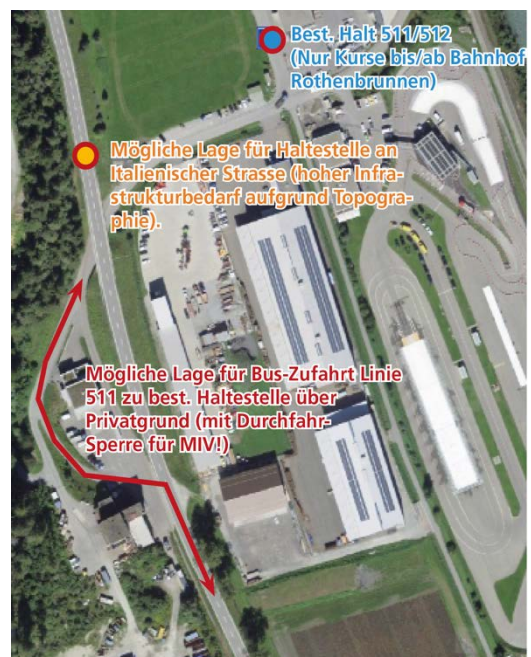 Best. Halt 511/512
(Nur Kurse bis/ab Bahnhof
Rothenbrunnen)
Mögliche Lage für Haltestelle an
Italienischer Strasse (hoher Infra-
strukturbedarf aufgrund Topogra-
phie).
Mögliche Lage für Bus-Zufahrt Linie
511 zu best. Haltestelle über
Privatgrund (mit Durchfahr-
Sperre für MIV!)